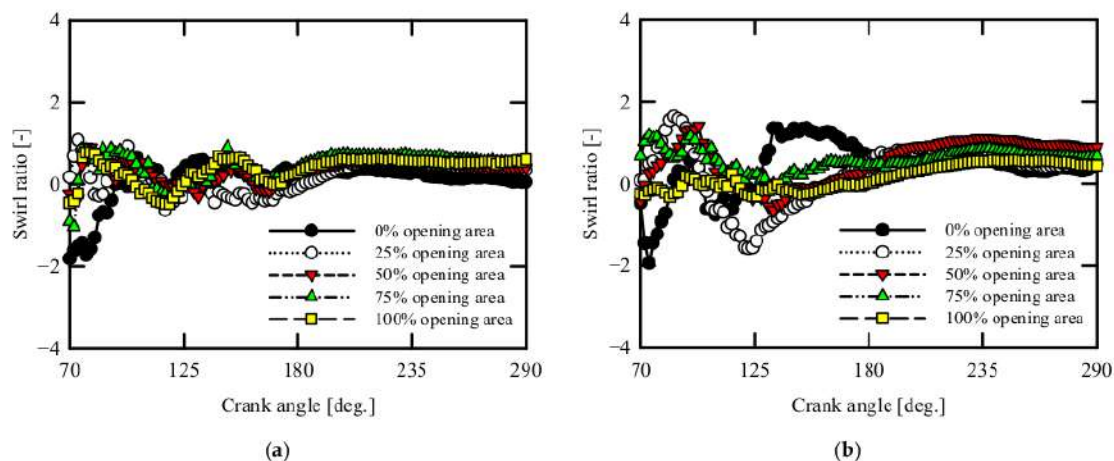 4
2
0
−2
−4
Swirl ratio [-]
0% opening area
25% opening area
50% opening area
75% opening area
100% opening area
70 125 180 235 290
Crank angle [deg.]
(a)
4
2
0
−2
−4
Swirl ratio [-]
0% opening area
25% opening area
50% opening area
75% opening area
100% opening area
70 125 180 235 290
Crank angle [deg.]
(b)